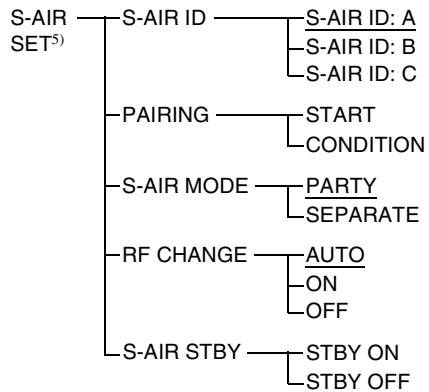 S-AIR SET5)
S-AIR ID
S-AIR ID: A
S-AIR ID: B
S-AIR ID: C
PAIRING
START
CONDITION
S-AIR MODE
PARTY
SEPARATE
RF CHANGE
AUTO
ON
OFF
S-AIR STBY
STBY ON
STBY OFF